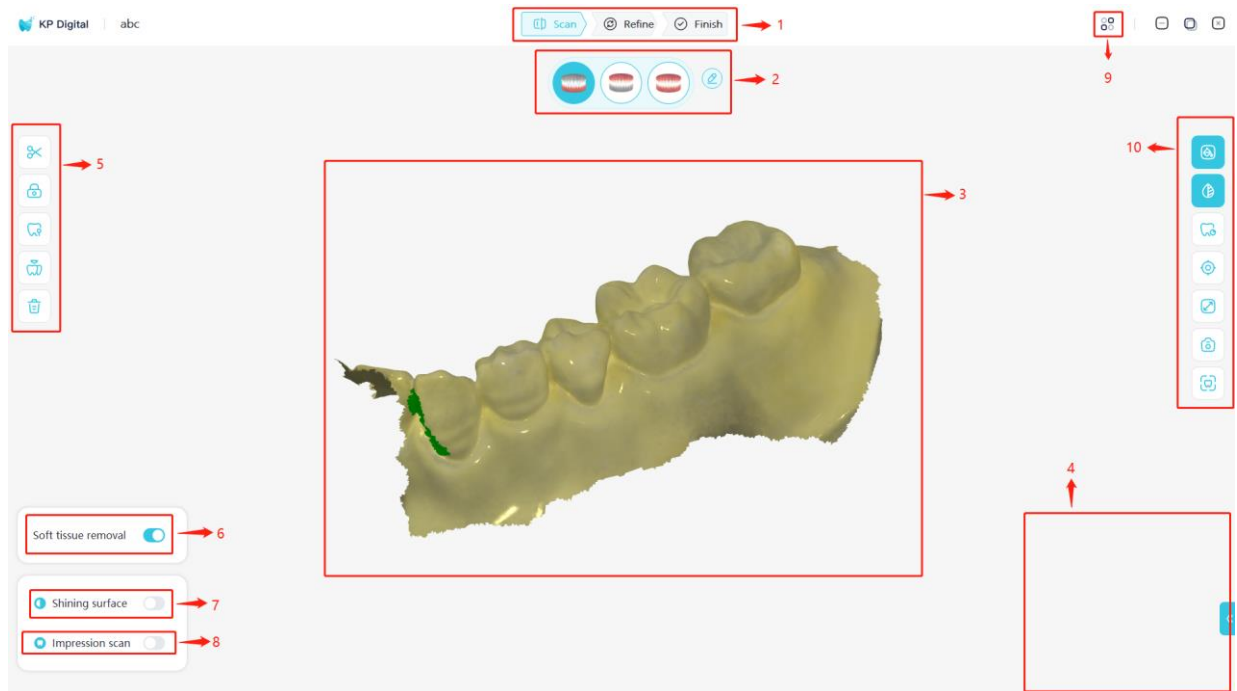 KP Digital abc
Scan Refine Finish 1
9
2
5
10
3
4
Soft tissue removal 6
Shining surface 7
Impression scan 8